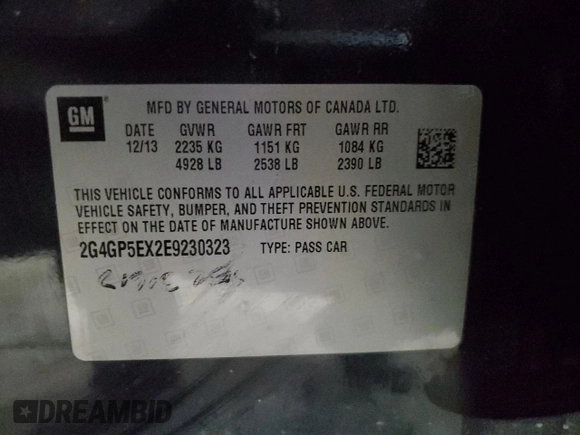 GM
MFD BY GENERAL MOTORS OF CANADA LTD.
DATE GVWR GAWR FRT GAWR RR
12/13 2235 KG 1151 KG 1084 KG
4928 LB 2538 LB 2390 LB
THIS VEHICLE CONFORMS TO ALL APPLICABLE U.S. FEDERAL MOTOR
VEHICLE SAFETY, BUMPER, AND THEFT PREVENTION STANDARDS IN
EFFECT ON THE DATE OF MANUFACTURE SHOWN ABOVE.
2G4GP5EX2E9230323 TYPE: PASS CAR
DREAMBID